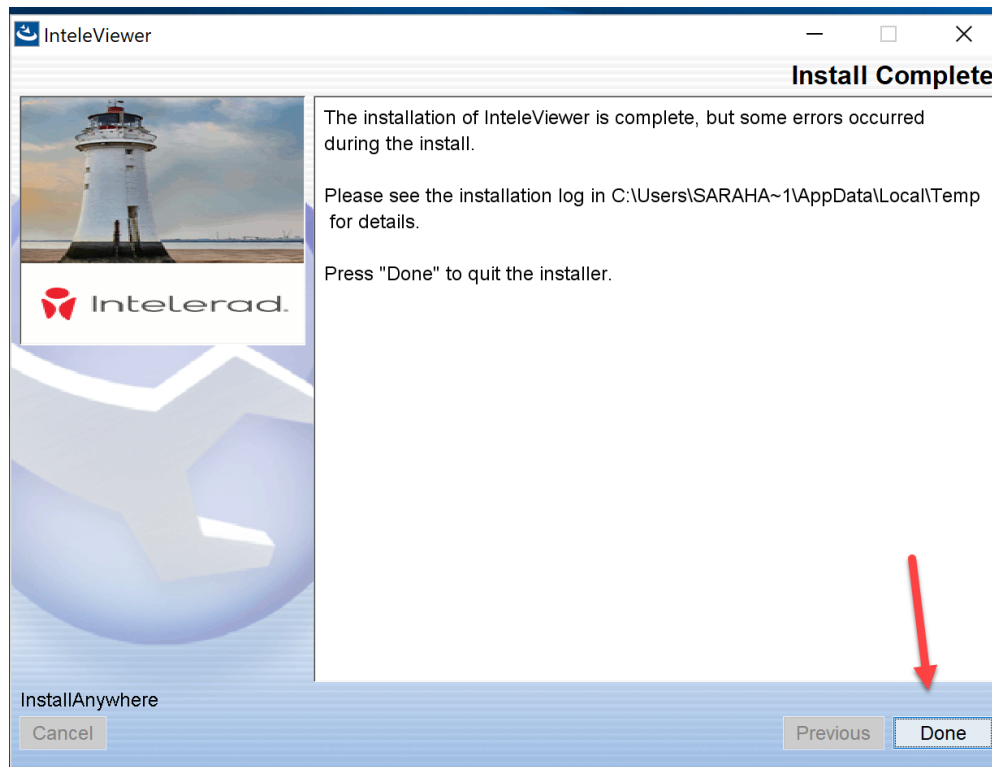 InteleViewer
Install Complete
The installation of InteleViewer is complete, but some errors occurred
during the install.
Please see the installation log in C:\Users\SARAHA~1\AppData\Local\Temp
for details.
Press "Done" to quit the installer.
Intelerad.
InstallAnywhere
Cancel
Previous
Done